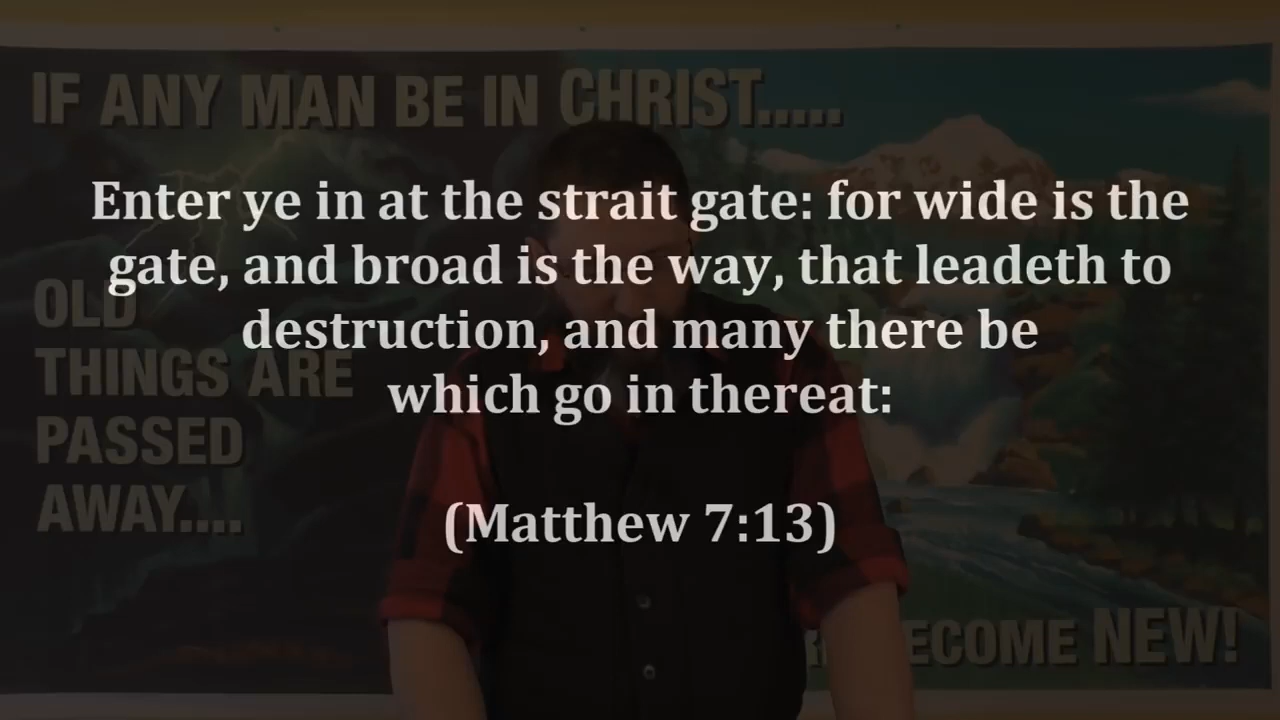 IF ANY MAN BE IN CHRIST.....
Enter ye in at the strait gate: for wide is the
gate, and broad is the way, that leadeth to
destruction, and many there be
which go in thereat:
(Matthew 7:13)
OLD
THINGS ARE
PASSED
AWAY....
NEW!